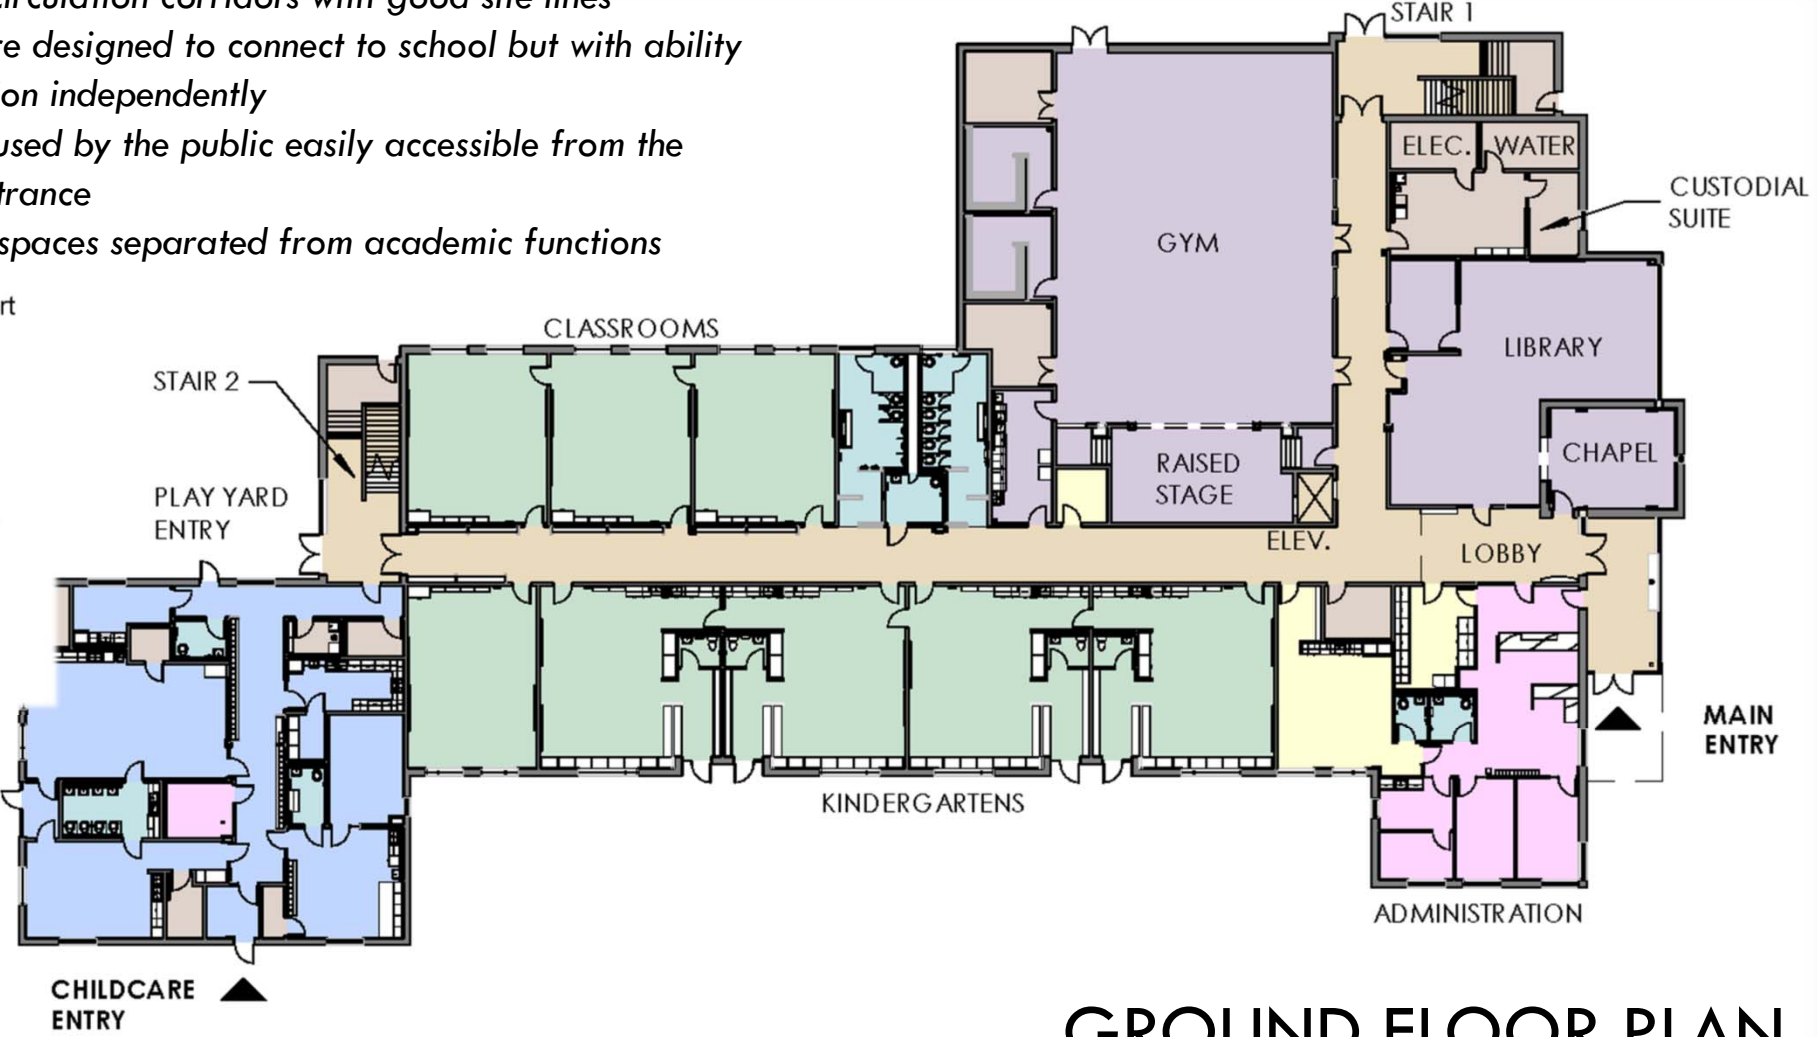 circulation corridors with good site lines
re designed to connect to school but with ability
on independently
used by the public easily accessible from the
trance
spaces separated from academic functions
rt
STAIR 1
ELEC.
WATER
CUSTODIAL
SUITE
GYM
CLASSROOMS
LIBRARY
STAIR 2
CHAPEL
RAISED
STAGE
PLAY YARD
ENTRY
ELEV.
LOBBY
MAIN
ENTRY
KINDERGARTENS
ADMINISTRATION
CHILDCARE
ENTRY
GROUND FLOOR PLAN